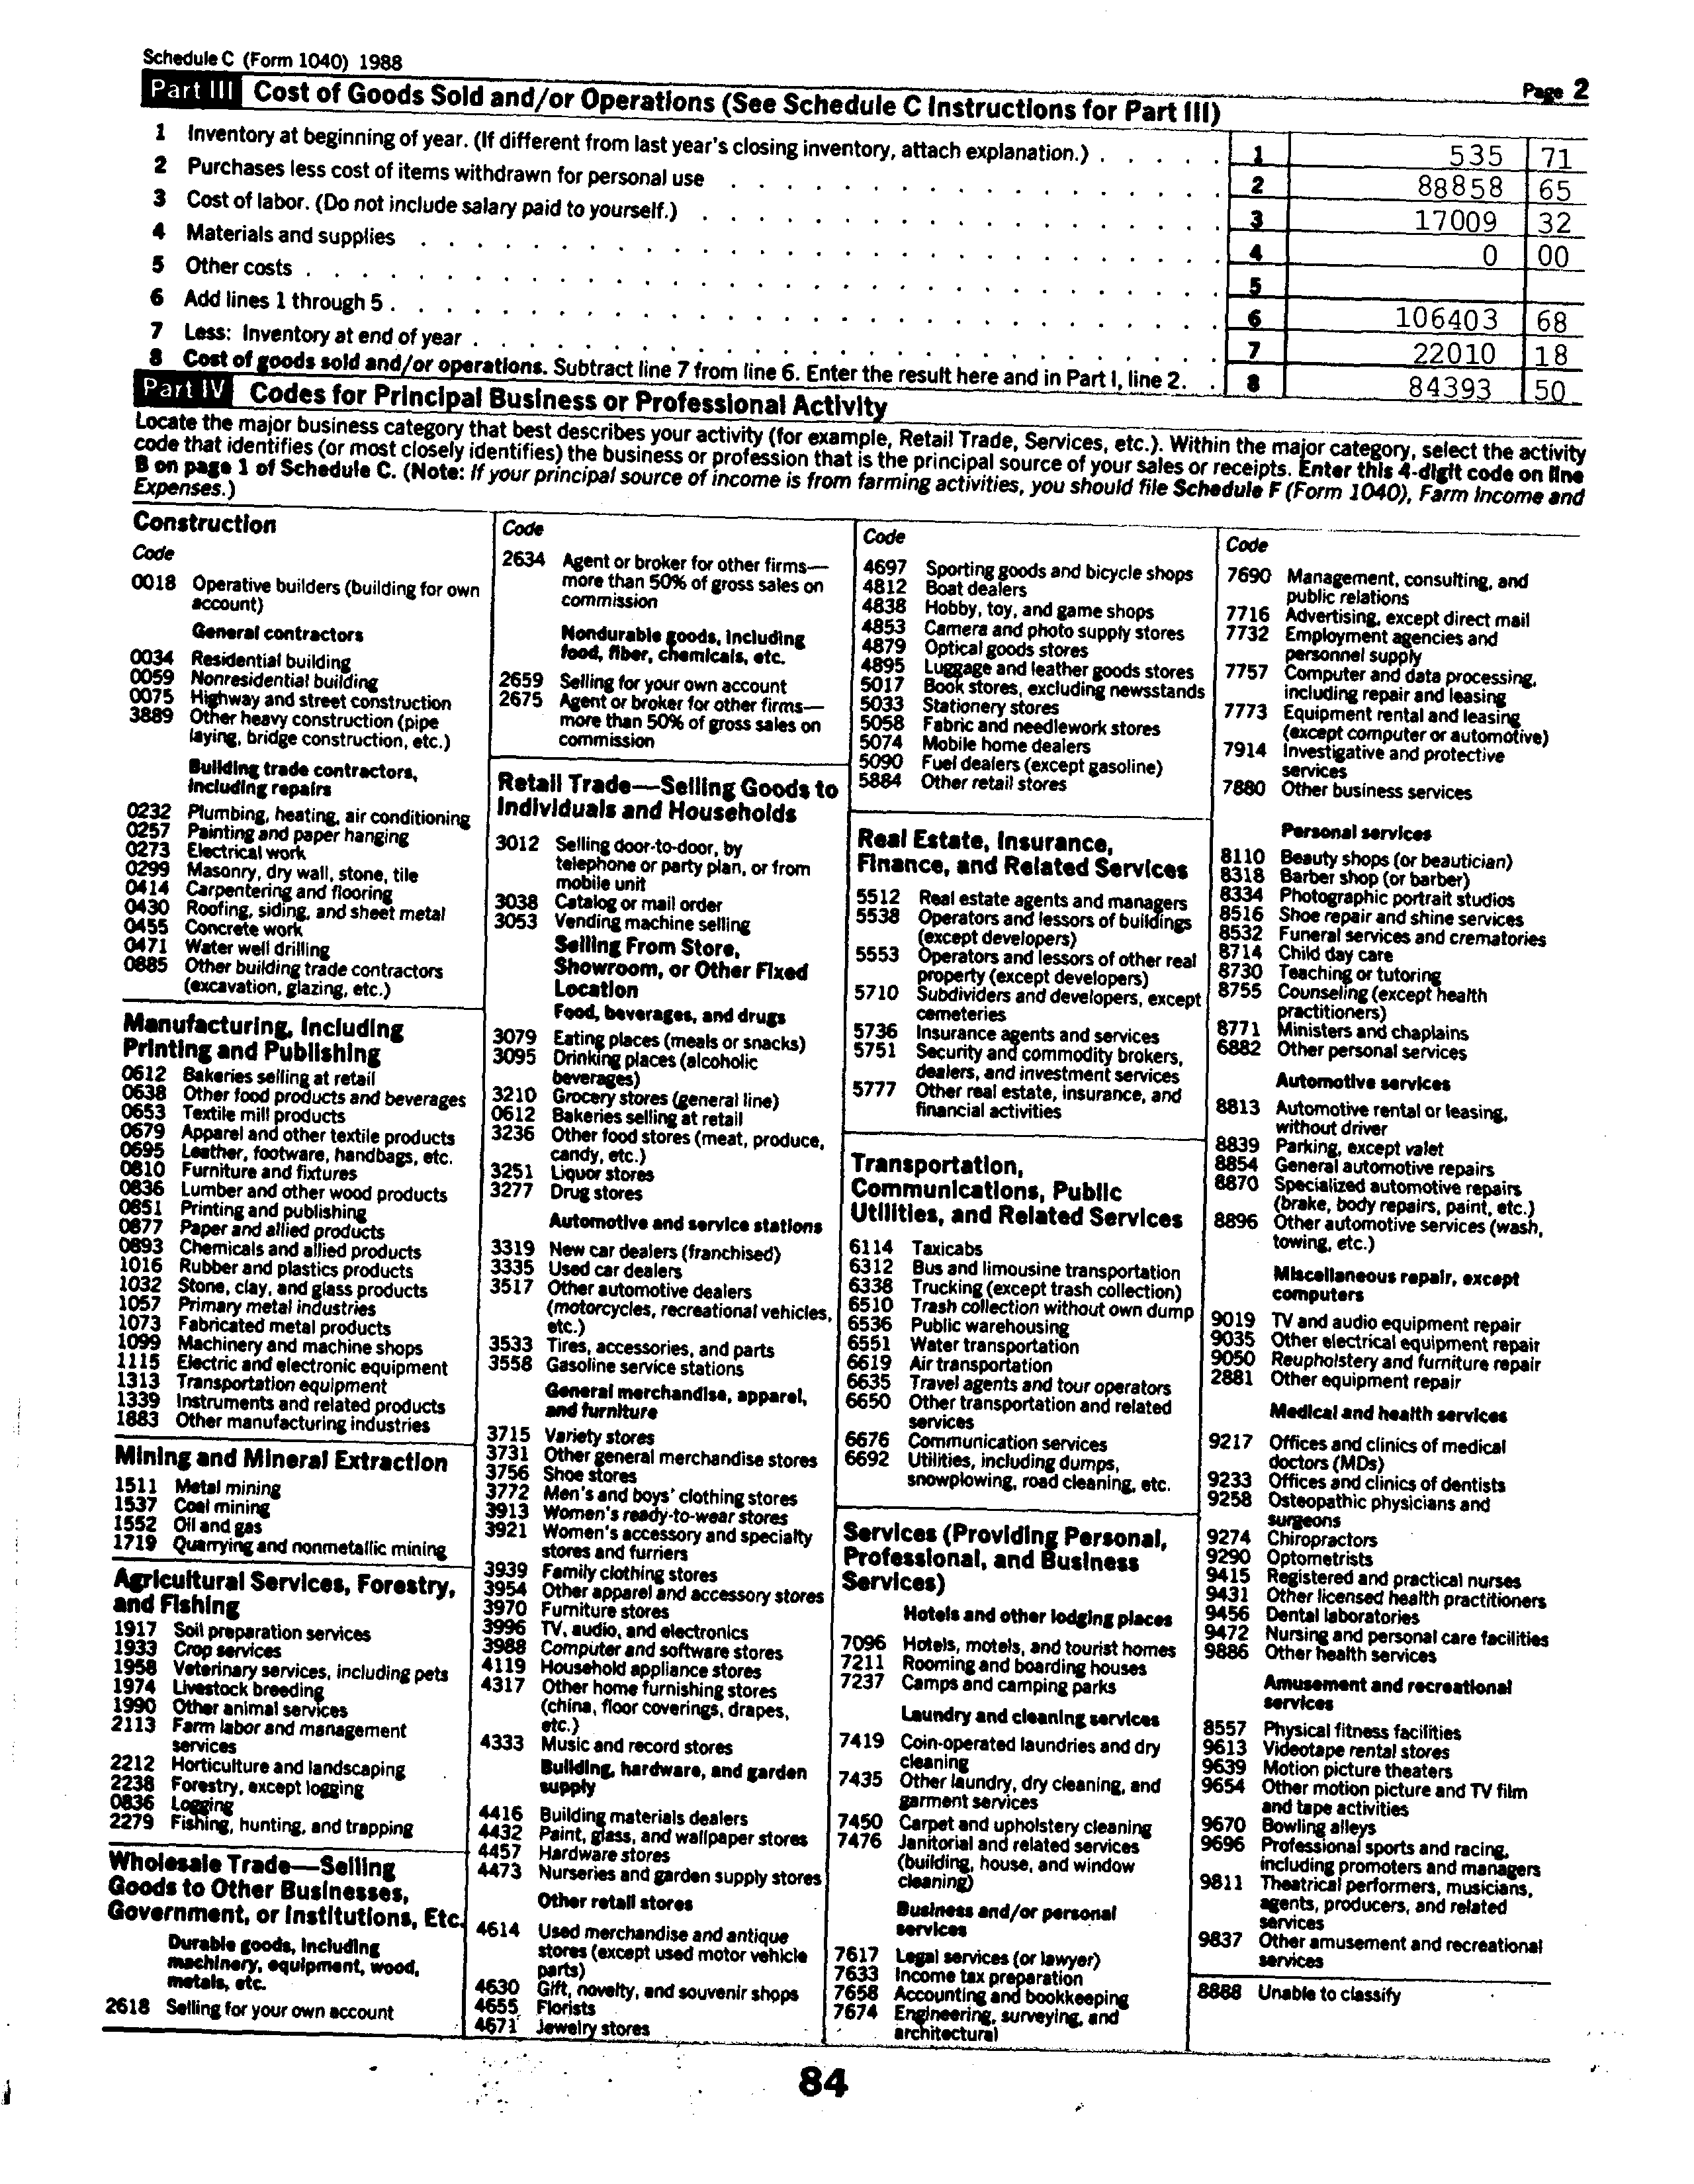 Schedule C (Form 1040) 1988
Page 2
Part III Cost of Goods Sold and/or Operations (See Schedule C Instructions for Part III)
1 Inventory at beginning of year. (If different from last year's closing inventory, attach explanation.) . . . . . 1 535 71
2 Purchases less cost of items withdrawn for personal use 2 88858 65
3 Cost of labor. (Do not include salary paid to yourself.) 3 17009 32
4 Materials and supplies 4 0 00
5 Other costs 5
6 Add lines 1 through 5 6 106403 68
7 Less: Inventory at end of year 7 22010 18
8 Cost of goods sold and/or operations. Subtract line 7 from line 6. Enter the result here and in Part I, line 2. . 8 84393 50
Part IV Codes for Principal Business or Professional Activity
Locate the major business category that best describes your activity (for example, Retail Trade, Services, etc.). Within the major category, select the activity
code that identifies (or most closely identifies) the business or profession that is the principal source of your sales or receipts. Enter this 4-digit code on line
B on page 1 of Schedule C. (Note: If your principal source of income is from farming activities, you should file Schedule F (Form 1040), Farm Income and
Expenses.)
Construction
Code
0018 Operative builders (building for own
account)
General contractors
0034 Residential building
0059 Nonresidential building
0075 Highway and street construction
3889 Other heavy construction (pipe
laying, bridge construction, etc.)
Building trade contractors,
including repairs
0232 Plumbing, heating, air conditioning
0257 Painting and paper hanging
0273 Electrical work
0299 Masonry, dry wall, stone, tile
0414 Carpentering and flooring
0430 Roofing, siding, and sheet metal
0455 Concrete work
0471 Water well drilling
0885 Other building trade contractors
(excavation, glazing, etc.)
Manufacturing, Including
Printing and Publishing
0612 Bakeries selling at retail
0638 Other food products and beverages
0653 Textile mill products
0679 Apparel and other textile products
0695 Leather, footware, handbags, etc.
0810 Furniture and fixtures
0836 Lumber and other wood products
0851 Printing and publishing
0877 Paper and allied products
0893 Chemicals and allied products
1016 Rubber and plastics products
1032 Stone, clay, and glass products
1057 Primary metal industries
1073 Fabricated metal products
1099 Machinery and machine shops
1115 Electric and electronic equipment
1313 Transportation equipment
1339 Instruments and related products
1883 Other manufacturing industries
Mining and Mineral Extraction
1511 Metal mining
1537 Coal mining
1552 Oil and gas
1719 Quarrying and nonmetallic mining
Agricultural Services, Forestry,
and Fishing
1917 Soil preparation services
1933 Crop services
1958 Veterinary services, including pets
1974 Livestock breeding
1990 Other animal services
2113 Farm labor and management
services
2212 Horticulture and landscaping
2238 Forestry, except logging
0836 Logging
2279 Fishing, hunting, and trapping
Wholesale Trade—Selling
Goods to Other Businesses,
Government, or Institutions, Etc.
Durable goods, including
machinery, equipment, wood,
metals, etc.
2618 Selling for your own account
Code
2634 Agent or broker for other firms—
more than 50% of gross sales on
commission
Nondurable goods, including
food, fiber, chemicals, etc.
2659 Selling for your own account
2675 Agent or broker for other firms—
more than 50% of gross sales on
commission
Retail Trade—Selling Goods to
Individuals and Households
3012 Selling door-to-door, by
telephone or party plan, or from
mobile unit
3038 Catalog or mail order
3053 Vending machine selling
Selling From Store,
Showroom, or Other Fixed
Location
Food, beverages, and drugs
3079 Eating places (meals or snacks)
3095 Drinking places (alcoholic
beverages)
3210 Grocery stores (general line)
0612 Bakeries selling at retail
3236 Other food stores (meat, produce,
candy, etc.)
3251 Liquor stores
3277 Drug stores
Automotive and service stations
3319 New car dealers (franchised)
3335 Used car dealers
3517 Other automotive dealers
(motorcycles, recreational vehicles,
etc.)
3533 Tires, accessories, and parts
3558 Gasoline service stations
General merchandise, apparel,
and furniture
3715 Variety stores
3731 Other general merchandise stores
3756 Shoe stores
3772 Men's and boys' clothing stores
3913 Women's ready-to-wear stores
3921 Women's accessory and specialty
stores and furriers
3939 Family clothing stores
3954 Other apparel and accessory stores
3970 Furniture stores
3996 TV, audio, and electronics
3988 Computer and software stores
4119 Household appliance stores
4317 Other home furnishing stores
(china, floor coverings, drapes,
etc.)
4333 Music and record stores
Building, hardware, and garden
supply
4416 Building materials dealers
4432 Paint, glass, and wallpaper stores
4457 Hardware stores
4473 Nurseries and garden supply stores
Other retail stores
4614 Used merchandise and antique
stores (except used motor vehicle
parts)
4630 Gift, novelty, and souvenir shops
4655 Florists
4671 Jewelry stores
Code
4697 Sporting goods and bicycle shops
4812 Boat dealers
4838 Hobby, toy, and game shops
4853 Camera and photo supply stores
4879 Optical goods stores
4895 Luggage and leather goods stores
5017 Book stores, excluding newsstands
5033 Stationery stores
5058 Fabric and needlework stores
5074 Mobile home dealers
5090 Fuel dealers (except gasoline)
5884 Other retail stores
Real Estate, Insurance,
Finance, and Related Services
5512 Real estate agents and managers
5538 Operators and lessors of buildings
(except developers)
5553 Operators and lessors of other real
property (except developers)
5710 Subdividers and developers, except
cemeteries
5736 Insurance agents and services
5751 Security and commodity brokers,
dealers, and investment services
5777 Other real estate, insurance, and
financial activities
Transportation,
Communications, Public
Utilities, and Related Services
6114 Taxicabs
6312 Bus and limousine transportation
6338 Trucking (except trash collection)
6510 Trash collection without own dump
6536 Public warehousing
6551 Water transportation
6619 Air transportation
6635 Travel agents and tour operators
6650 Other transportation and related
services
6676 Communication services
6692 Utilities, including dumps,
snowplowing, road cleaning, etc.
Services (Providing Personal,
Professional, and Business
Services)
Hotels and other lodging places
7096 Hotels, motels, and tourist homes
7211 Rooming and boarding houses
7237 Camps and camping parks
Laundry and cleaning services
7419 Coin-operated laundries and dry
cleaning
7435 Other laundry, dry cleaning, and
garment services
7450 Carpet and upholstery cleaning
7476 Janitorial and related services
(building, house, and window
cleaning)
Business and/or personal
services
7617 Legal services (or lawyer)
7633 Income tax preparation
7658 Accounting and bookkeeping
7674 Engineering, surveying, and
architectural
Code
7690 Management, consulting, and
public relations
7716 Advertising, except direct mail
7732 Employment agencies and
personnel supply
7757 Computer and data processing,
including repair and leasing
7773 Equipment rental and leasing
(except computer or automotive)
7914 Investigative and protective
services
7880 Other business services
Personal services
8110 Beauty shops (or beautician)
8318 Barber shop (or barber)
8334 Photographic portrait studios
8516 Shoe repair and shine services
8532 Funeral services and crematories
8714 Child day care
8730 Teaching or tutoring
8755 Counseling (except health
practitioners)
8771 Ministers and chaplains
6882 Other personal services
Automotive services
8813 Automotive rental or leasing,
without driver
8839 Parking, except valet
8854 General automotive repairs
8870 Specialized automotive repairs
(brake, body repairs, paint, etc.)
8896 Other automotive services (wash,
towing, etc.)
Miscellaneous repair, except
computers
9019 TV and audio equipment repair
9035 Other electrical equipment repair
9050 Reupholstery and furniture repair
2881 Other equipment repair
Medical and health services
9217 Offices and clinics of medical
doctors (MDs)
9233 Offices and clinics of dentists
9258 Osteopathic physicians and
surgeons
9274 Chiropractors
9290 Optometrists
9415 Registered and practical nurses
9431 Other licensed health practitioners
9456 Dental laboratories
9472 Nursing and personal care facilities
9886 Other health services
Amusement and recreational
services
8557 Physical fitness facilities
9613 Videotape rental stores
9639 Motion picture theaters
9654 Other motion picture and TV film
and tape activities
9670 Bowling alleys
9696 Professional sports and racing,
including promoters and managers
9811 Theatrical performers, musicians,
agents, producers, and related
services
9837 Other amusement and recreational
services
8888 Unable to classify
84